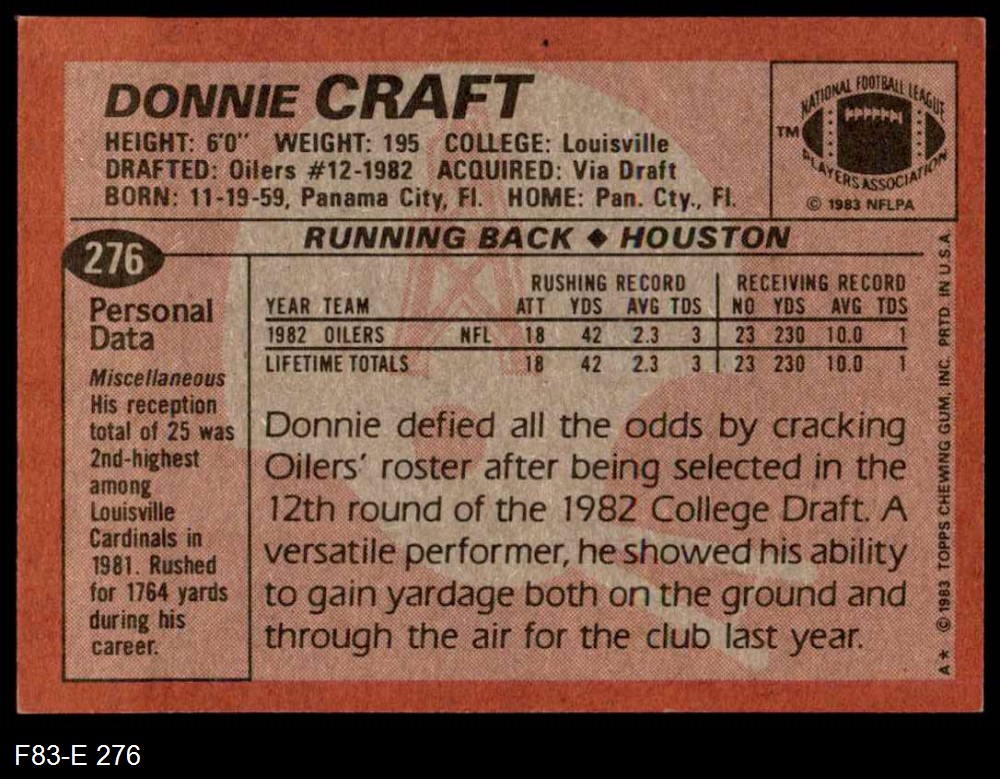 DONNIE CRAFT
HEIGHT: 6'0" WEIGHT: 195 COLLEGE: Louisville
DRAFTED: Oilers #12-1982 ACQUIRED: Via Draft
BORN: 11-19-59, Panama City, Fl. HOME: Pan. Cty., Fl.
NATIONAL FOOTBALL LEAGUE
TM
PLAYERS ASSOCIATION
© 1983 NFLPA
276
RUNNING BACK ♦ HOUSTON
Personal
Data
Miscellaneous
His reception
total of 25 was
2nd-highest
among
Louisville
Cardinals in
1981. Rushed
for 1764 yards
during his
career.
RUSHING RECORD RECEIVING RECORD
YEAR TEAM ATT YDS AVG TDS NO YDS AVG TDS
1982 OILERS NFL 18 42 2.3 3 23 230 10.0 1
LIFETIME TOTALS 18 42 2.3 3 23 230 10.0 1
Donnie defied all the odds by cracking
Oilers' roster after being selected in the
12th round of the 1982 College Draft. A
versatile performer, he showed his ability
to gain yardage both on the ground and
through the air for the club last year.
A* © 1983 TOPPS CHEWING GUM, INC. PRTD. IN U.S.A.
F83-E 276